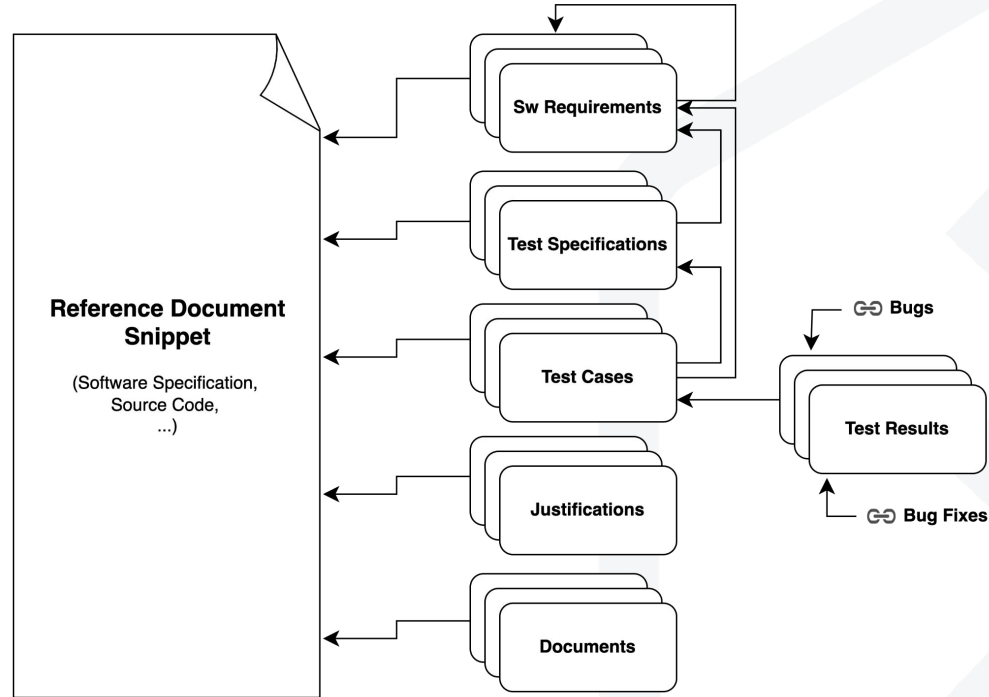 Sw Requirements
Test Specifications
Reference Document
Snippet
(Software Specification,
Source Code,
...)
Test Cases
Bugs
Test Results
Bug Fixes
Justifications
Documents